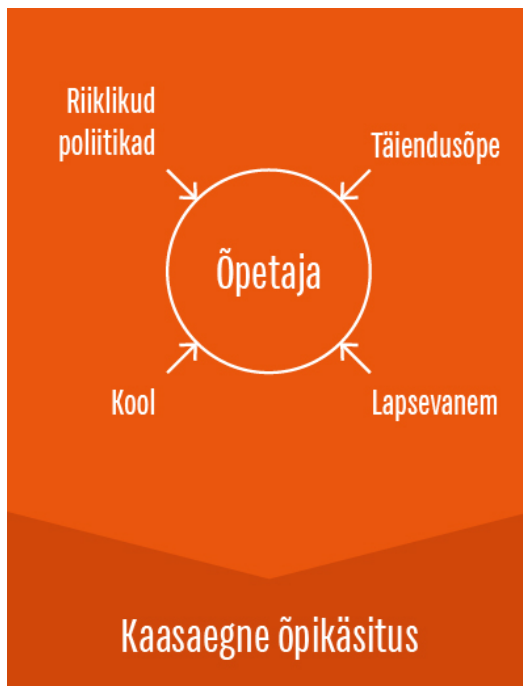 Riiklikud
poliitikad
Täiendusõpe
Õpetaja
Kool
Lapsevanem
Kaasaegne õpikäsitus